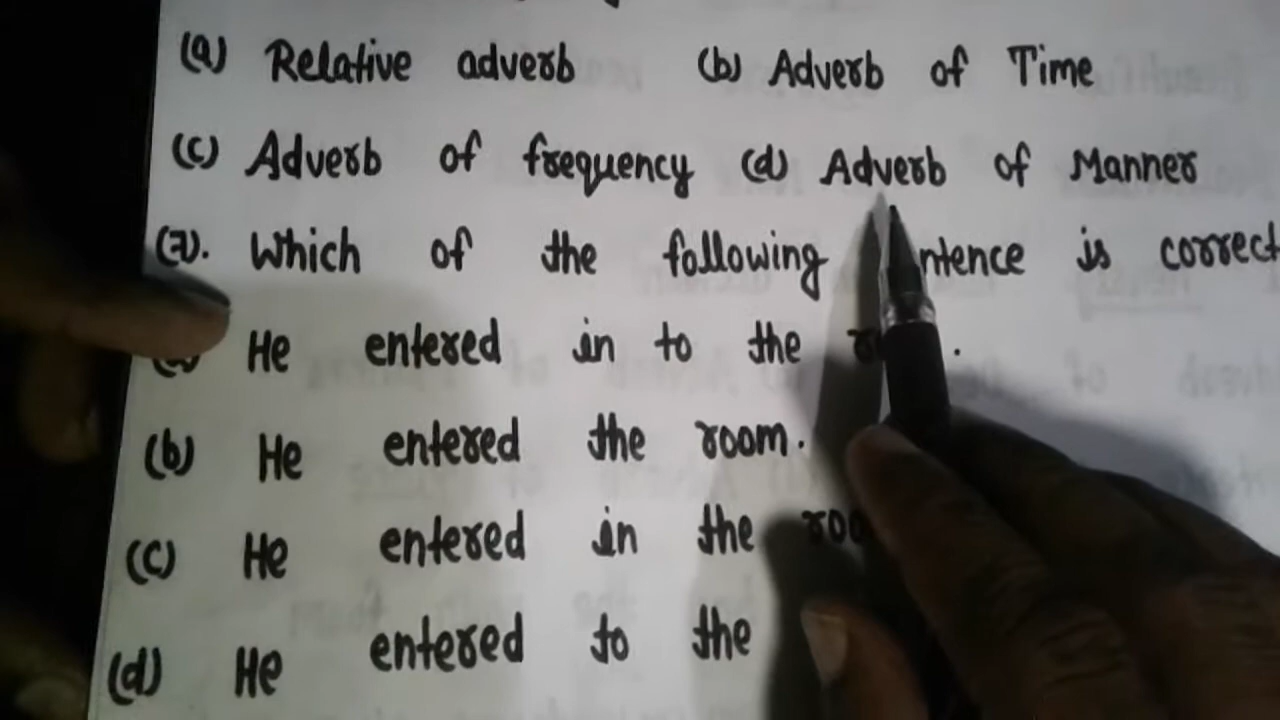 (a) Relative adverb (b) Adverb of Time
(c) Adverb of frequency (d) Adverb of Manner
(7). Which of the following ntence is correct
He entered in to the .
(b) He entered the room.
(c) He entered in the roo
(d) He entered to the